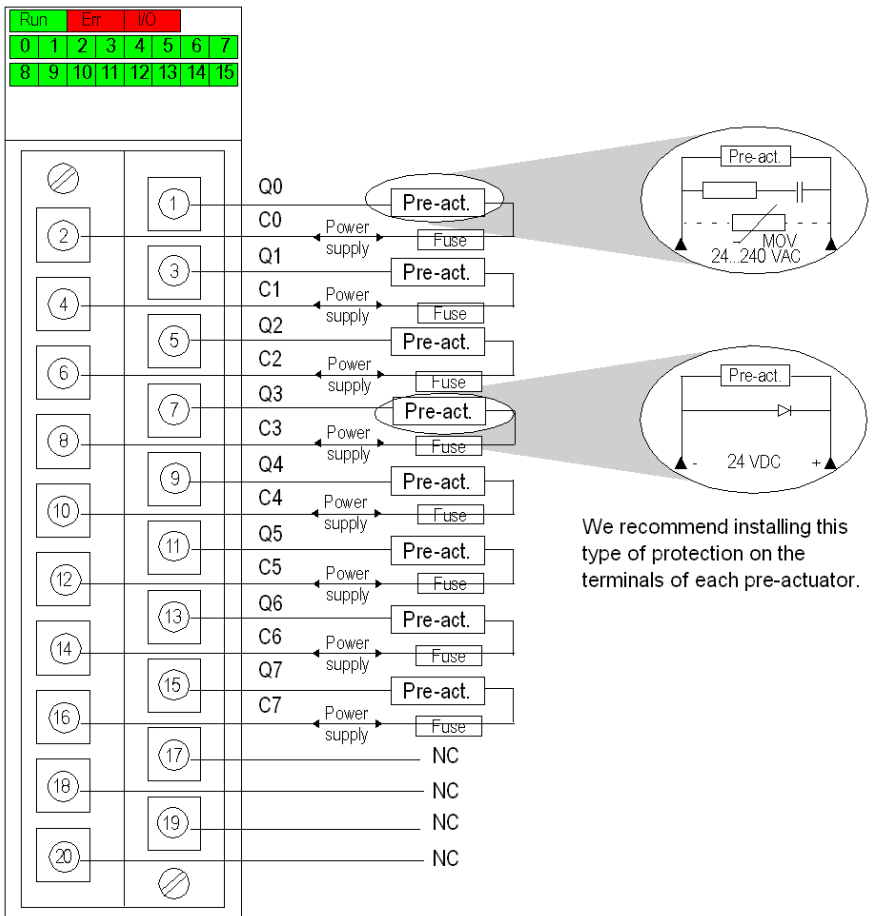 Run Err I/O
0 1 2 3 4 5 6 7
8 9 10 11 12 13 14 15
1
Q0
Pre-act.
2
C0
Power supply
Fuse
3
Q1
Pre-act.
4
C1
Power supply
Fuse
5
Q2
Pre-act.
6
C2
Power supply
Fuse
7
Q3
Pre-act.
8
C3
Power supply
Fuse
9
Q4
Pre-act.
10
C4
Power supply
Fuse
11
Q5
Pre-act.
12
C5
Power supply
Fuse
13
Q6
Pre-act.
14
C6
Power supply
Fuse
15
Q7
Pre-act.
16
C7
Power supply
Fuse
17
NC
18
NC
19
NC
20
NC
Pre-act.
MOV
24...240 VAC
Pre-act.
- 24 VDC +
We recommend installing this
type of protection on the
terminals of each pre-actuator.